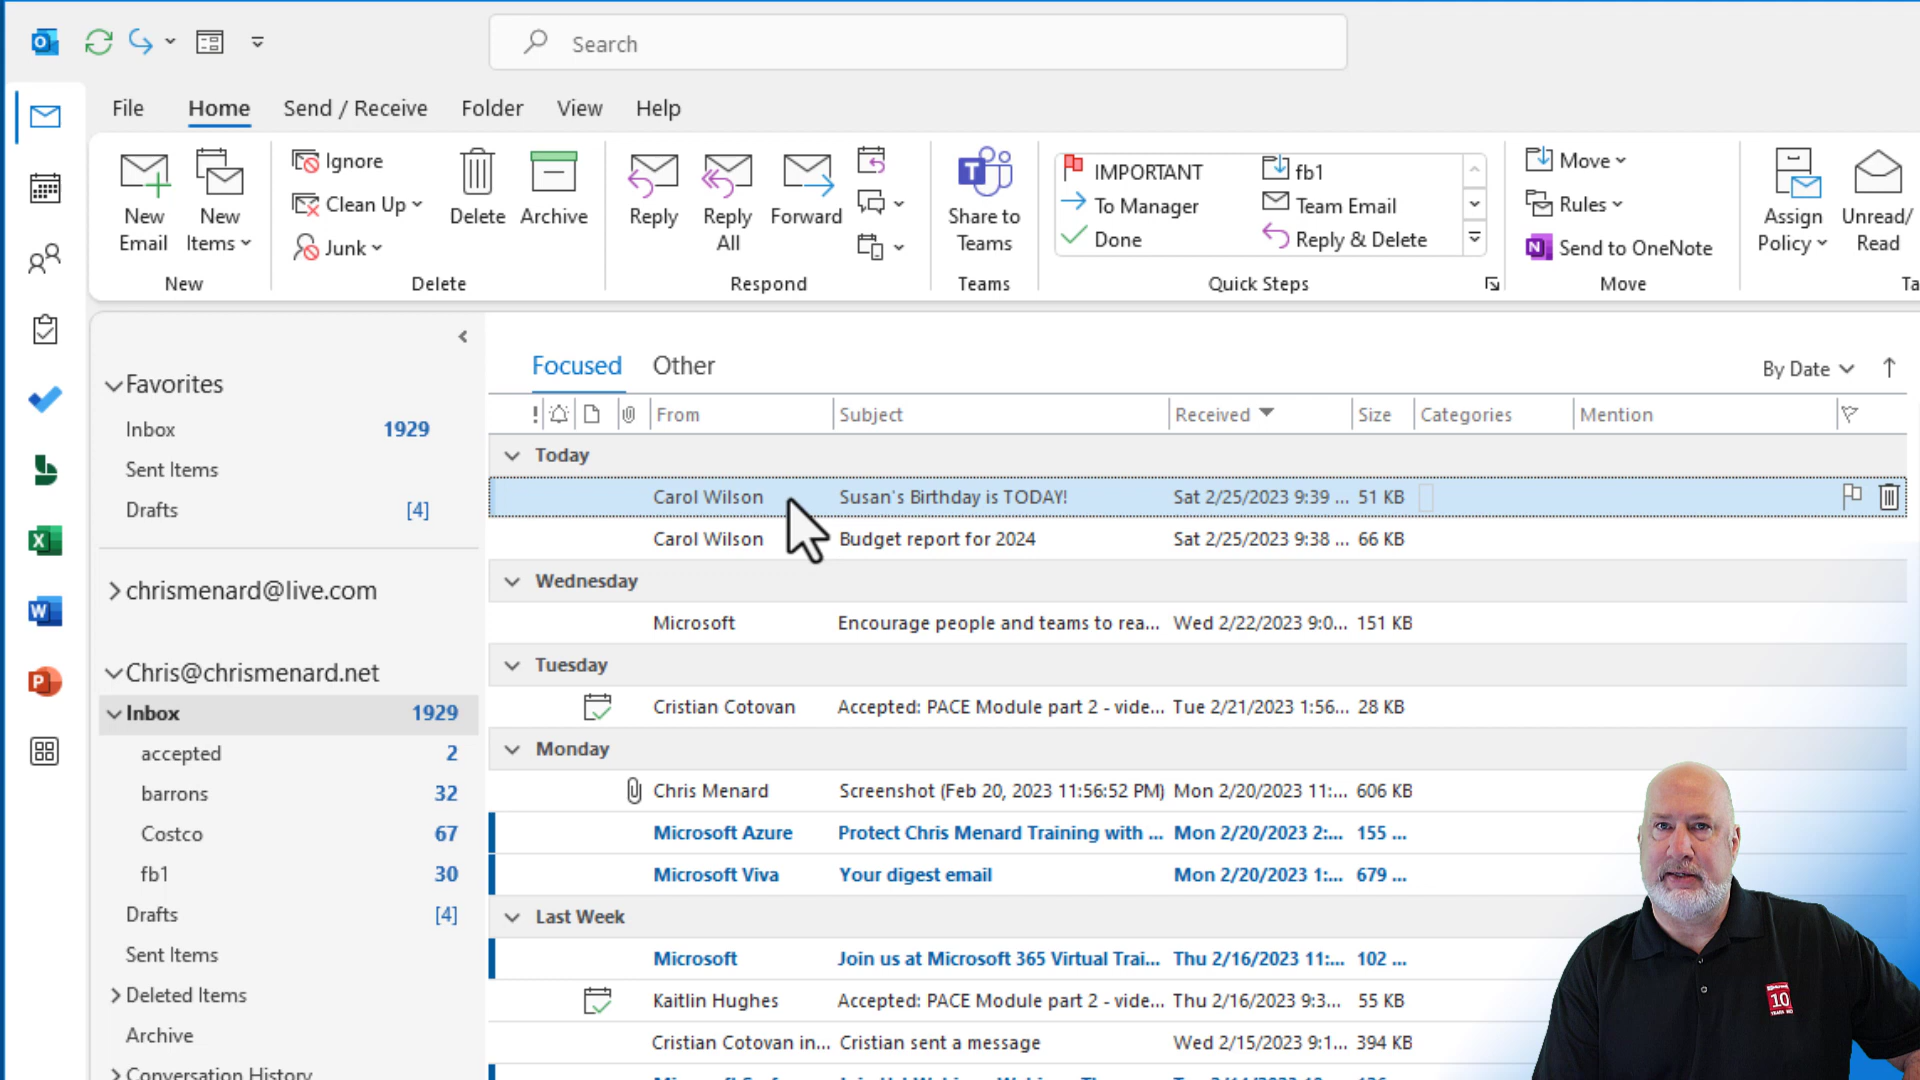 Search
File Home Send / Receive Folder View Help
New Email
New Items
New
Ignore
Clean Up
Junk
Delete
Archive
Delete
Reply
Reply All
Forward
Respond
Share to Teams
Teams
IMPORTANT
To Manager
Done
fb1
Team Email
Reply & Delete
Quick Steps
Move
Rules
Send to OneNote
Move
Assign Policy
Unread/ Read
Ta
Favorites
Inbox 1929
Sent Items
Drafts [4]
chrismenard@live.com
Chris@chrismenard.net
Inbox 1929
accepted 2
barrons 32
Costco 67
fb1 30
Drafts [4]
Sent Items
Deleted Items
Archive
Conversation History
Focused Other By Date
! From Subject Received Size Categories Mention
Today
Carol Wilson Susan's Birthday is TODAY! Sat 2/25/2023 9:39 ... 51 KB
Carol Wilson Budget report for 2024 Sat 2/25/2023 9:38 ... 66 KB
Wednesday
Microsoft Encourage people and teams to rea... Wed 2/22/2023 9:0... 151 KB
Tuesday
Cristian Cotovan Accepted: PACE Module part 2 - vide... Tue 2/21/2023 1:56... 28 KB
Monday
Chris Menard Screenshot (Feb 20, 2023 11:56:52 PM) Mon 2/20/2023 11:... 606 KB
Microsoft Azure Protect Chris Menard Training with ... Mon 2/20/2023 2:... 155 ...
Microsoft Viva Your digest email Mon 2/20/2023 1:... 679 ...
Last Week
Microsoft Join us at Microsoft 365 Virtual Trai... Thu 2/16/2023 11:... 102 ...
Kaitlin Hughes Accepted: PACE Module part 2 - vide... Thu 2/16/2023 9:3... 55 KB
Cristian Cotovan in... Cristian sent a message Wed 2/15/2023 9:1... 394 KB
10